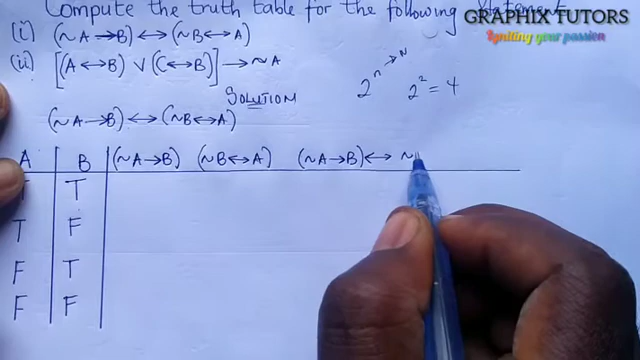 Compute the truth table for the following statement
GRAPHIX TUTORS
Igniting your passion
(i) (~A→B)↔(~B↔A)
(ii) [(A↔B) ∨ (C↔B)]→~A
2ⁿ → N 2² = 4
SOLUTION
(~A→B)↔(~B↔A)
A B (~A→B) (~B↔A) (~A→B)↔ ~
T
T F
F T
F F